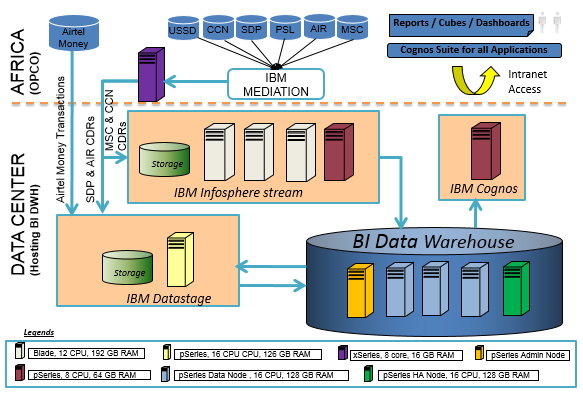 Airtel
Money
USSD
CCN
SDP
PSL
AIR
MSC
Reports / Cubes / Dashboards
Cognos Suite for all Applications
IBM
MEDIATION
Intranet
Access
AFRICA
(OPCO)
Airtel Money Transactions
SDP & AIR CDRs
MSC & CCN
CDRs
Storage
IBM Infosphere stream
IBM Cognos
DATA CENTER
(Hosting BI DWH)
Storage
IBM Datastage
BI Data Warehouse
Legends
Blade, 12 CPU, 192 GB RAM
pSeries, 16 CPU CPU, 126 GB RAM
xSeries, 8 core, 16 GB RAM
pSeries Admin Node
pSeries, 8 CPU, 64 GB RAM
pSeries Data Node , 16 CPU, 128 GB RAM
pSeries HA Node, 16 CPU, 128 GB RAM